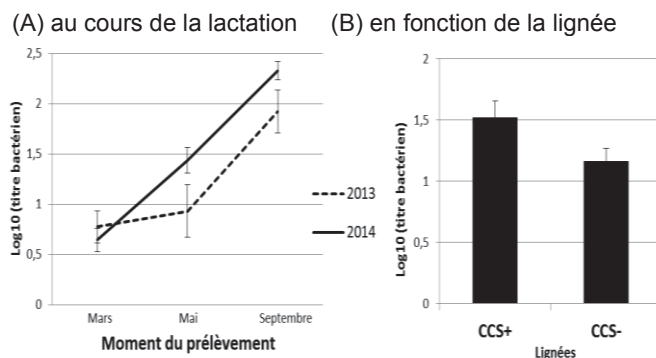 (A) au cours de la lactation
(B) en fonction de la lignée
Log10 (titre bactérien)
2,5
2
1,5
1
0,5
0
Mars
Mai
Septembre
Moment du prélèvement
2013
2014
Log10 (titre bactérien)
2
1,5
1
0,5
0
CCS+
CCS-
Lignées